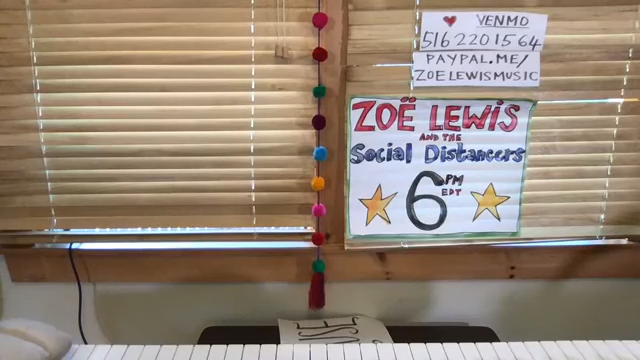 VENMO
516 220 1564
PAYPAL.ME/
ZOELEWISMUSIC
ZOË LEWIS
AND THE
Social Distancers
6 PM
EDT